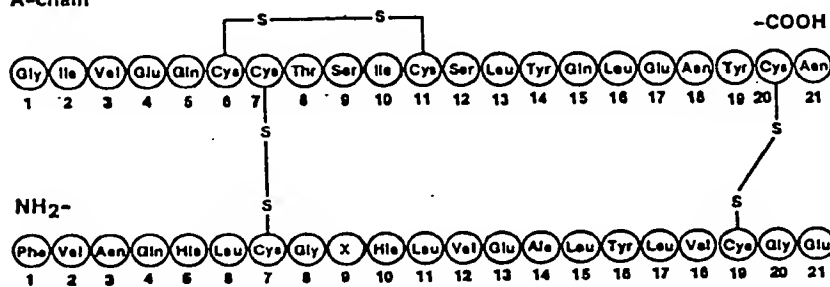 A-chain
S S
-COOH
Gly Ile Val Glu Gln Cys Cys Thr Ser Ile Cys Ser Leu Tyr Gln Leu Glu Asn Tyr Cys Asn
1 2 3 4 5 6 7 8 9 10 11 12 13 14 15 16 17 18 19 20 21
S S
S S
NH2-
Phe Val Asn Gln His Leu Cys Gly X His Leu Val Glu Ala Leu Tyr Leu Val Cys Gly Glu
1 2 3 4 5 6 7 8 9 10 11 12 13 14 15 16 17 18 19 20 21